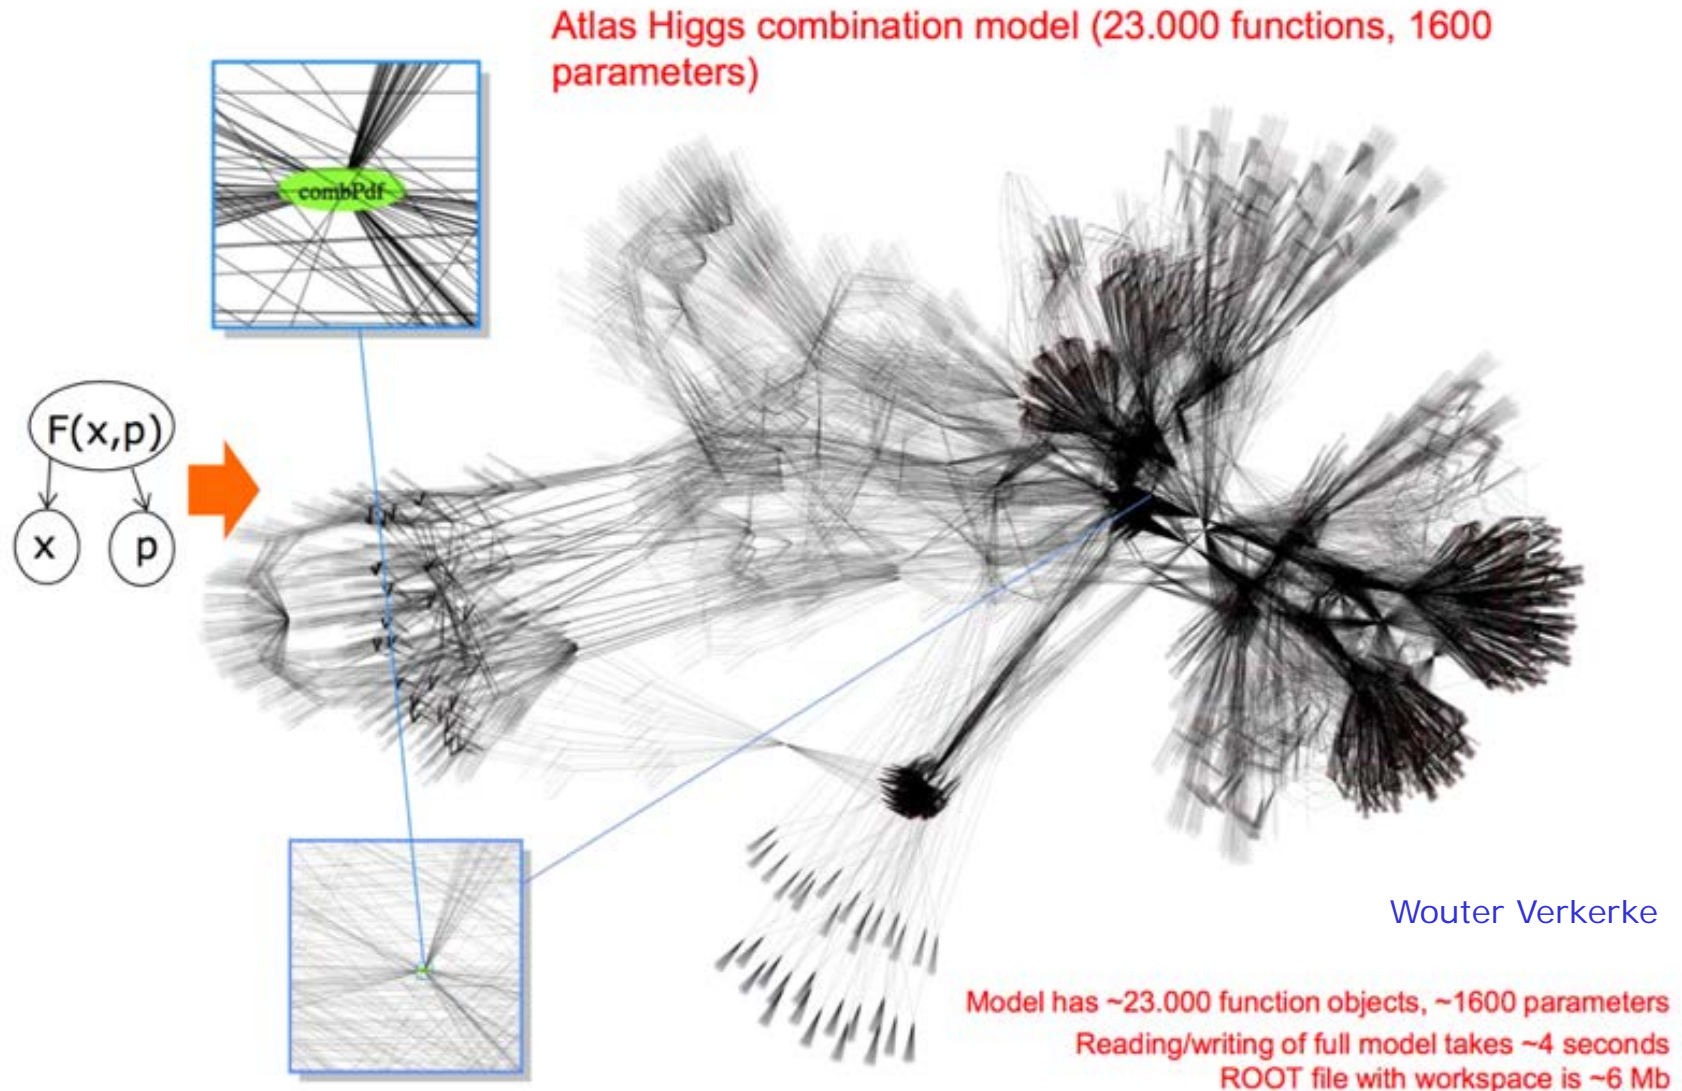 Atlas Higgs combination model (23.000 functions, 1600
parameters)
combPdf
F(x,p)
x
p
Wouter Verkerke
Model has ~23.000 function objects, ~1600 parameters
Reading/writing of full model takes ~4 seconds
ROOT file with workspace is ~6 Mb